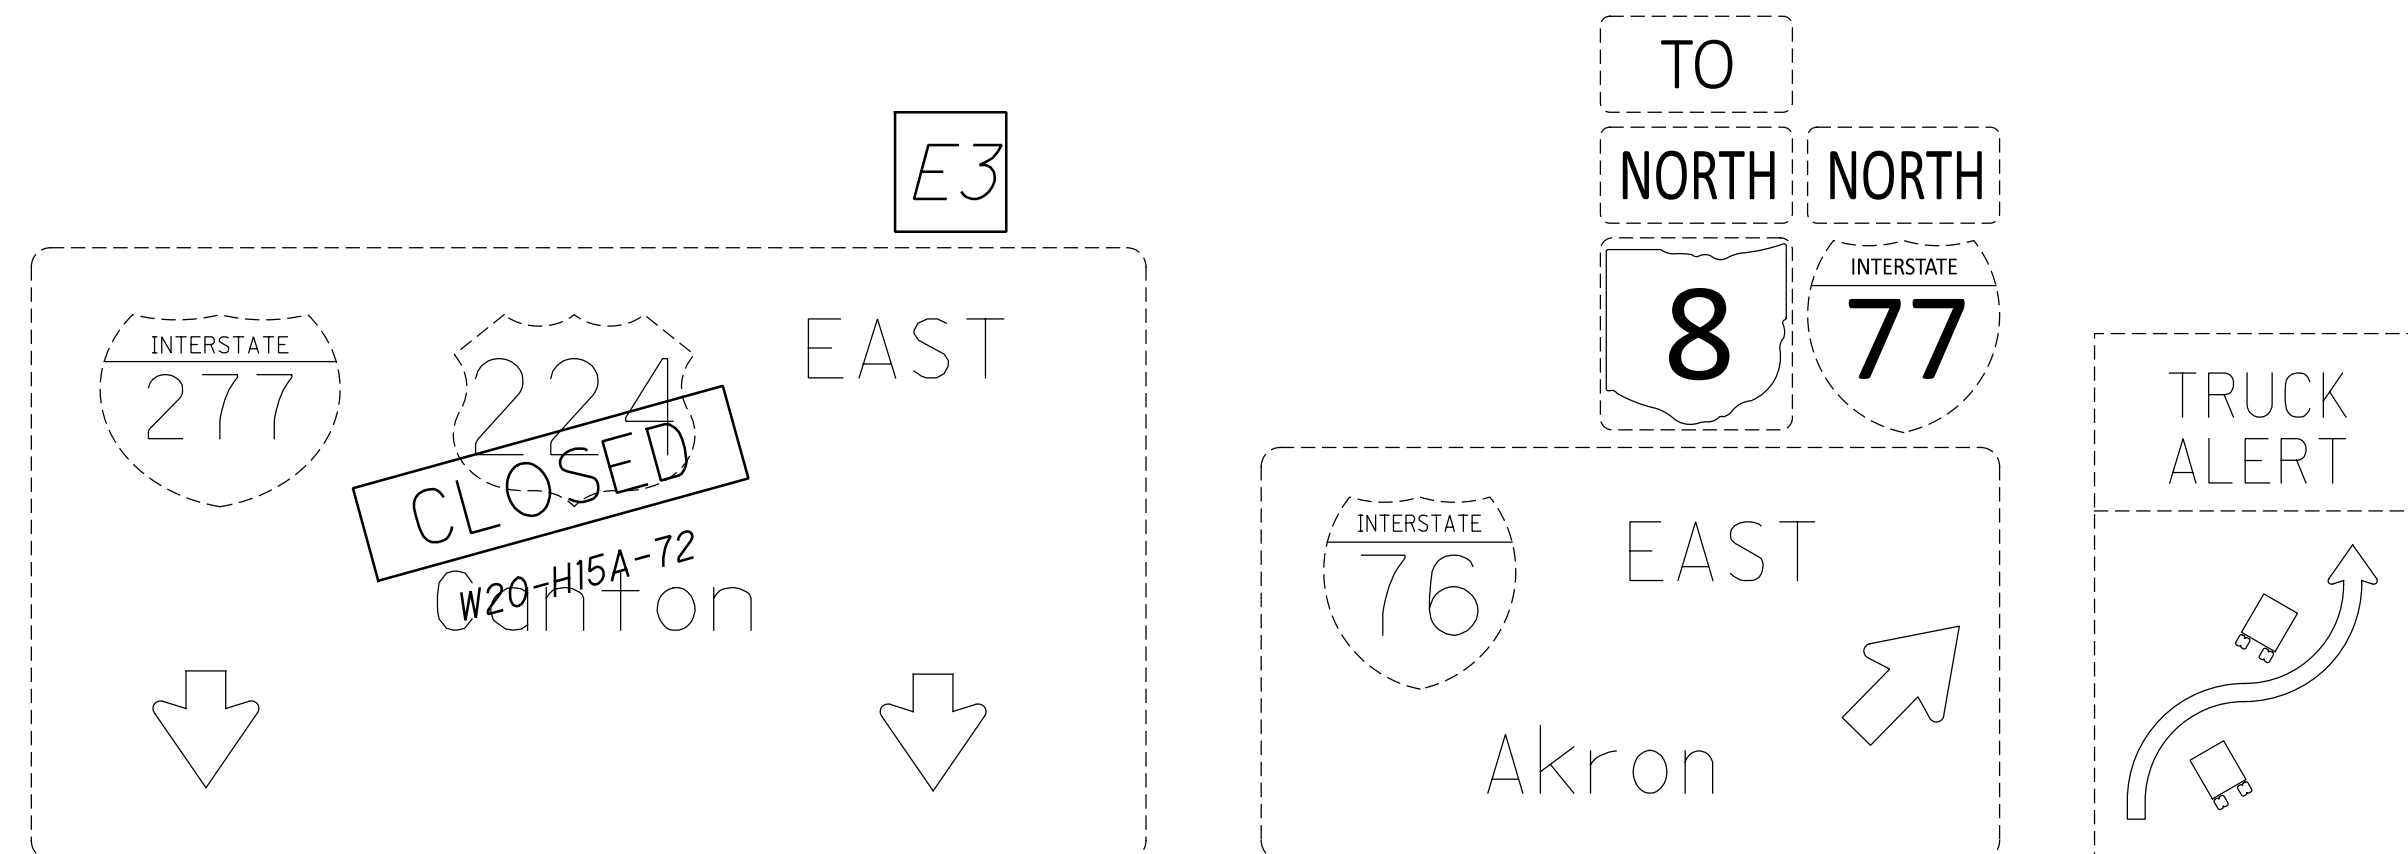 E3
INTERSTATE
277
224
EAST
CLOSED
W20-H15A-72
Canton
TO
NORTH
NORTH
8
INTERSTATE
77
INTERSTATE
76
EAST
Akron
TRUCK
ALERT